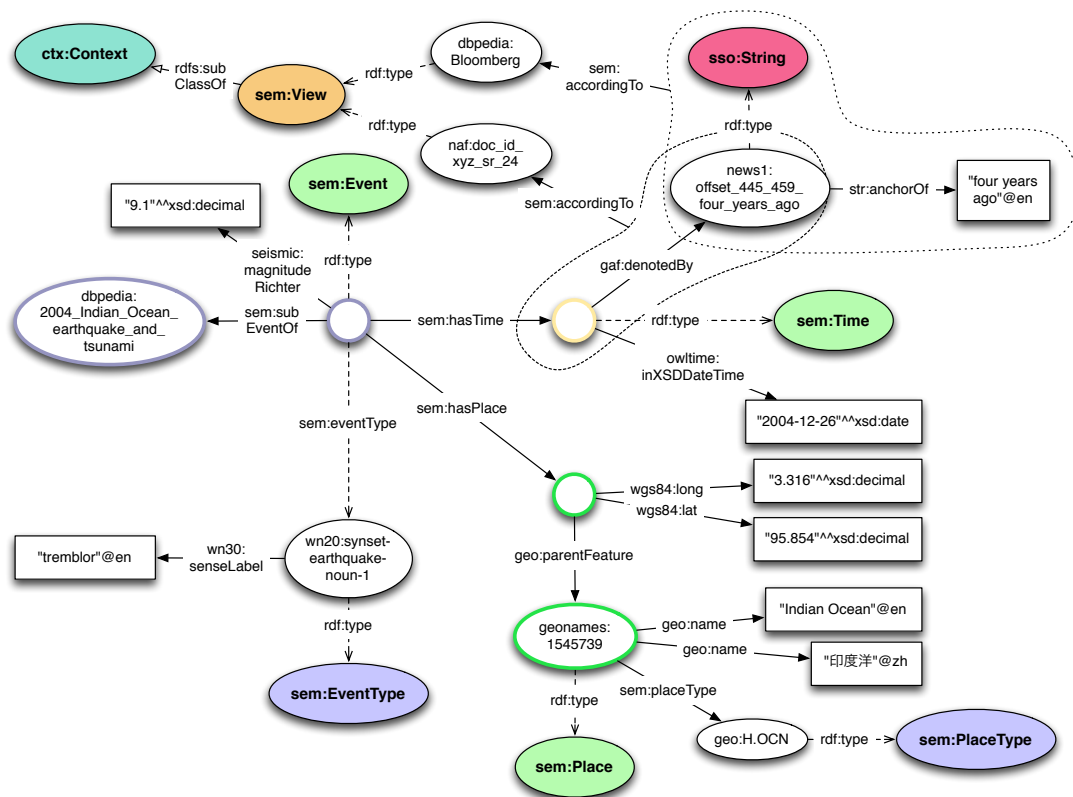 ctx:Context
rdfs:sub
ClassOf
sem:View
rdf:type
dbpedia:
Bloomberg
sem:
accordingTo
sso:String
rdf:type
rdf:type
naf:doc_id_
xyz_sr_24
sem:accordingTo
news1:
offset_445_459_
four_years_ago
str:anchorOf
"four years
ago"@en
sem:Event
"9.1"^^xsd:decimal
seismic:
magnitude
Richter
rdf:type
gaf:denotedBy
dbpedia:
2004_Indian_Ocean_
earthquake_and_
tsunami
sem:sub
EventOf
sem:hasTime
rdf:type
sem:Time
owltime:
inXSDDateTime
"2004-12-26"^^xsd:date
sem:hasPlace
sem:eventType
wgs84:long
"3.316"^^xsd:decimal
wgs84:lat
"95.854"^^xsd:decimal
"tremblor"@en
wn30:
senseLabel
wn20:synset-
earthquake-
noun-1
geo:parentFeature
rdf:type
geonames:
1545739
geo:name
"Indian Ocean"@en
geo:name
"印度洋"@zh
sem:EventType
rdf:type
sem:placeType
geo:H.OCN
rdf:type
sem:PlaceType
sem:Place